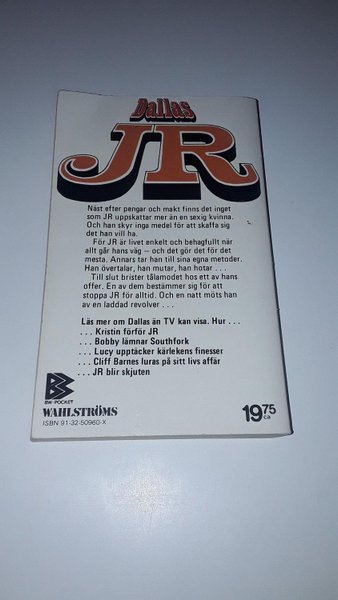 Dallas
JR
Näst efter pengar och makt finns det inget
som JR uppskattar mer än en sexig kvinna.
Och han skyr inga medel för att skaffa sig
det han vill ha.
För JR är livet enkelt och behagfullt när
allt går hans väg — och det gör det för det
mesta. Annars tar han till sina egna metoder.
Han övertalar, han mutar, han hotar . . .
Till slut brister tålamodet hos ett av hans
offer. En av dem bestämmer sig för att
stoppa JR för alltid. Och en natt möts han
av en laddad revolver . . .
Läs mer om Dallas än TV kan visa. Hur . . .
. . . Kristin förför JR
. . . Bobby lämnar Southfork
. . . Lucy upptäcker kärlekens finesser
. . . Cliff Barnes luras på sitt livs affär
. . . JR blir skjuten
BW-POCKET
WAHLSTRÖMS
ISBN 91-32-50960-X
19 75
ca